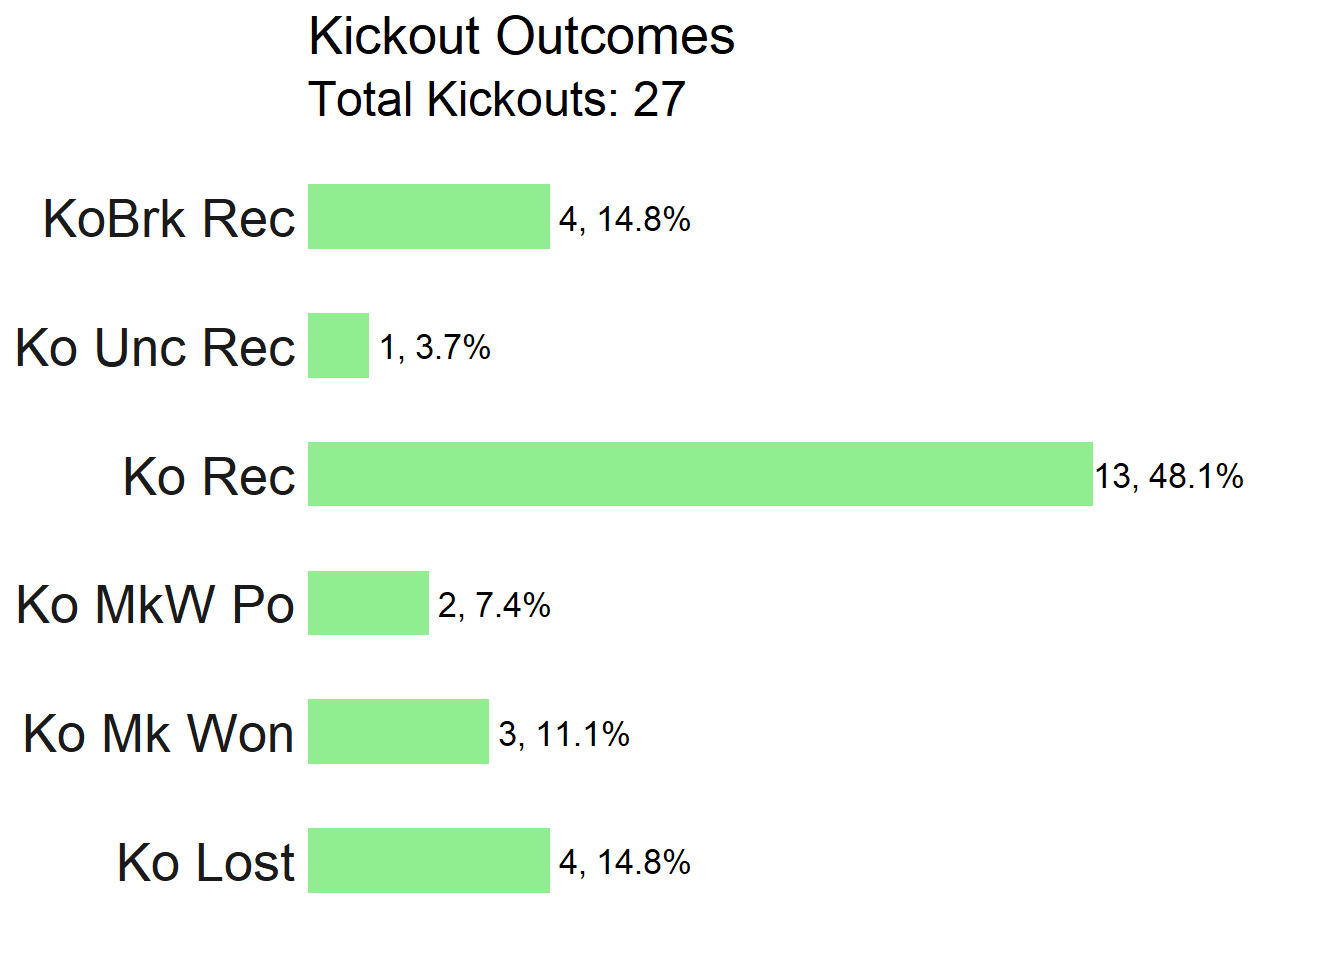 Kickout Outcomes
Total Kickouts: 27
KoBrk Rec 4, 14.8%
Ko Unc Rec 1, 3.7%
Ko Rec 13, 48.1%
Ko MkW Po 2, 7.4%
Ko Mk Won 3, 11.1%
Ko Lost 4, 14.8%